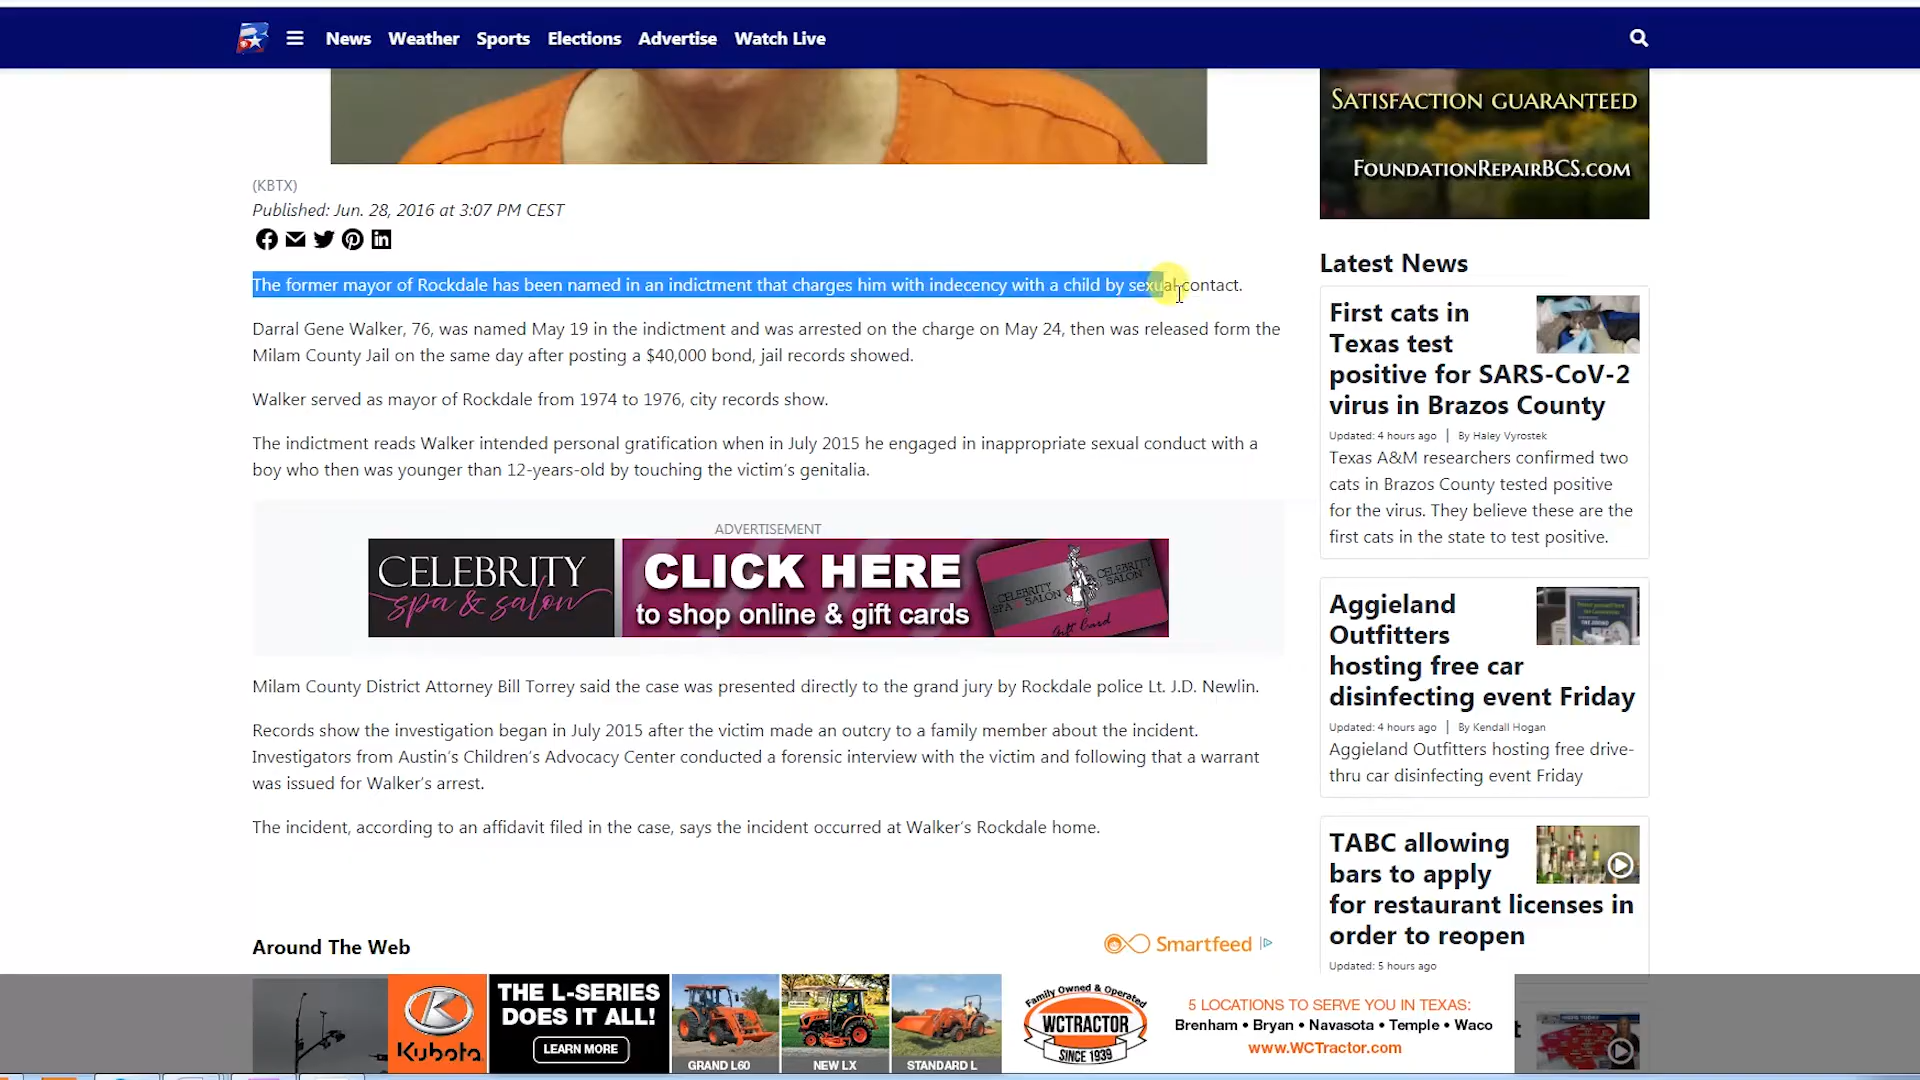 News Weather Sports Elections Advertise Watch Live
SATISFACTION GUARANTEED
FOUNDATIONREPAIRBCS.COM
(KBTX)
Published: Jun. 28, 2016 at 3:07 PM CEST
The former mayor of Rockdale has been named in an indictment that charges him with indecency with a child by sexual contact.
Darral Gene Walker, 76, was named May 19 in the indictment and was arrested on the charge on May 24, then was released form the
Milam County Jail on the same day after posting a $40,000 bond, jail records showed.
Walker served as mayor of Rockdale from 1974 to 1976, city records show.
The indictment reads Walker intended personal gratification when in July 2015 he engaged in inappropriate sexual conduct with a
boy who then was younger than 12-years-old by touching the victim's genitalia.
ADVERTISEMENT
CELEBRITY
spa & salon
CLICK HERE
to shop online & gift cards
CELEBRITY
SPA & SALON
CELEBRITY
SPA & SALON
Gift Card
Milam County District Attorney Bill Torrey said the case was presented directly to the grand jury by Rockdale police Lt. J.D. Newlin.
Records show the investigation began in July 2015 after the victim made an outcry to a family member about the incident.
Investigators from Austin's Children's Advocacy Center conducted a forensic interview with the victim and following that a warrant
was issued for Walker's arrest.
The incident, according to an affidavit filed in the case, says the incident occurred at Walker's Rockdale home.
Around The Web
Smartfeed
Latest News
First cats in
Texas test
positive for SARS-CoV-2
virus in Brazos County
Updated: 4 hours ago | By Haley Vyrostek
Texas A&M researchers confirmed two
cats in Brazos County tested positive
for the virus. They believe these are the
first cats in the state to test positive.
Aggieland
Outfitters
hosting free car
disinfecting event Friday
Updated: 4 hours ago | By Kendall Hogan
Aggieland Outfitters hosting free drive-
thru car disinfecting event Friday
TABC allowing
bars to apply
for restaurant licenses in
order to reopen
Updated: 5 hours ago
Kubota
THE L-SERIES
DOES IT ALL!
LEARN MORE
GRAND L60
NEW LX
STANDARD L
Family Owned & Operated
WCTRACTOR
SINCE 1939
5 LOCATIONS TO SERVE YOU IN TEXAS:
Brenham • Bryan • Navasota • Temple • Waco
www.WCTractor.com